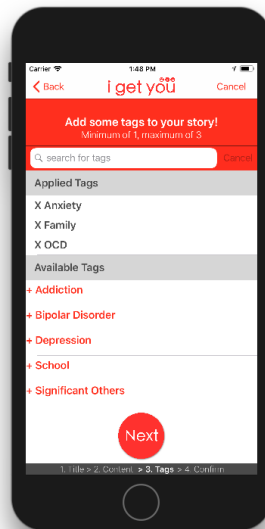 Carrier 1:48 PM
Back i get yoü Cancel
Add some tags to your story!
Minimum of 1, maximum of 3
search for tags Cancel
Applied Tags
X Anxiety
X Family
X OCD
Available Tags
+ Addiction
+ Bipolar Disorder
+ Depression
+ School
+ Significant Others
Next
1. Title > 2. Content > 3. Tags > 4. Confirm